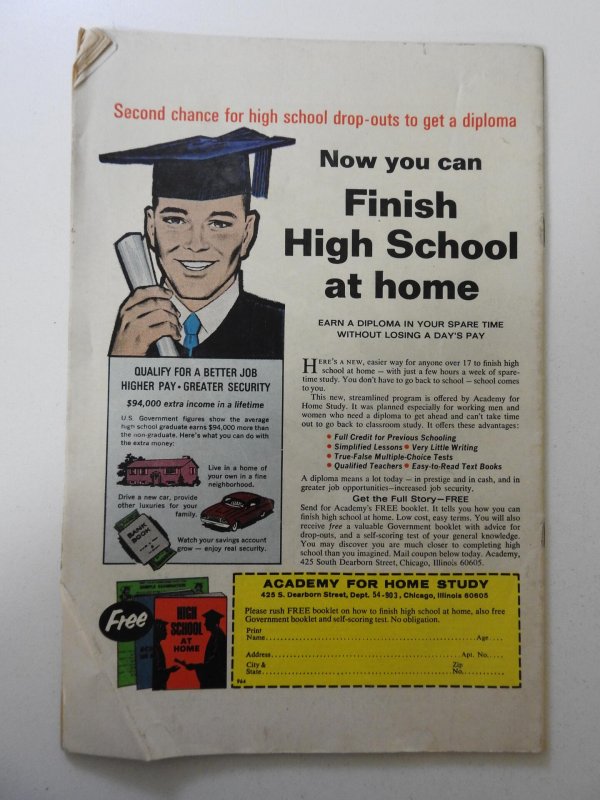 Second chance for high school drop-outs to get a diploma
Now you can
Finish
High School
at home
EARN A DIPLOMA IN YOUR SPARE TIME
WITHOUT LOSING A DAY'S PAY
HERE'S A NEW, easier way for anyone over 17 to finish high
school at home — with just a few hours a week of spare-
time study. You don't have to go back to school — school comes
to you.
This new, streamlined program is offered by Academy for
Home Study. It was planned especially for working men and
women who need a diploma to get ahead and can't take time
out to go back to classroom study. It offers these advantages:
• Full Credit for Previous Schooling
• Simplified Lessons • Very Little Writing
• True-False Multiple-Choice Tests
• Qualified Teachers • Easy-to-Read Text Books
A diploma means a lot today — in prestige and in cash, and in
greater job opportunities—increased job security.
Get the Full Story—FREE
Send for Academy's FREE booklet. It tells you how you can
finish high school at home. Low cost, easy terms. You will also
receive free a valuable Government booklet with advice for
drop-outs, and a self-scoring test of your general knowledge.
You may discover you are much closer to completing high
school than you imagined. Mail coupon below today. Academy,
425 South Dearborn Street, Chicago, Illinois 60605.
QUALIFY FOR A BETTER JOB
HIGHER PAY • GREATER SECURITY
$94,000 extra income in a lifetime
U.S. Government figures show the average
high school graduate earns $94,000 more than
the non-graduate. Here's what you can do with
the extra money:
Live in a home of
your own in a fine
neighborhood.
Drive a new car, provide
other luxuries for your
family.
BANK
BOOK
Watch your savings account
grow — enjoy real security.
Free
HIGH
SCHOOL
AT
HOME
ACADEMY FOR HOME STUDY
425 S. Dearborn Street, Dept. 54-903, Chicago, Illinois 60605
Please rush FREE booklet on how to finish high school at home, also free
Government booklet and self-scoring test. No obligation.
Print
Name Age
Address Apt. No.
City & Zip
State No.